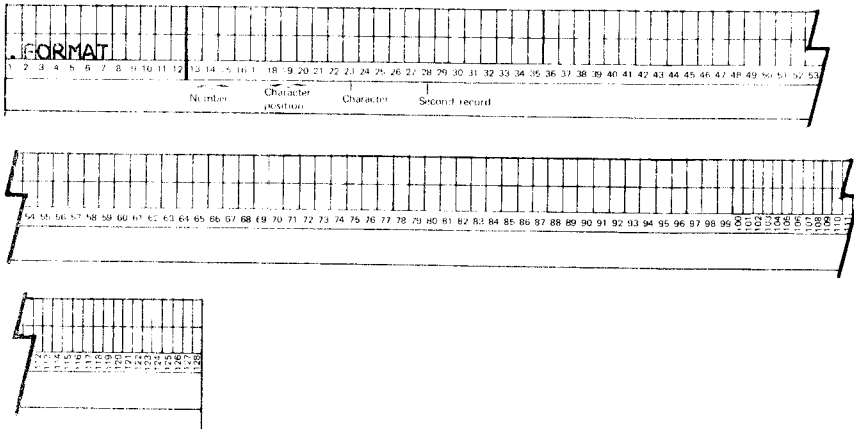 . FORMAT
1 2 3 4 5 6 7 8 9 10 11 12 13 14 15 16 17 18 19 20 21 22 23 24 25 26 27 28 29 30 31 32 33 34 35 36 37 38 39 40 41 42 43 44 45 46 47 48 49 50 51 52 53
Number Character position Character Second record
54 55 56 57 58 59 60 61 62 63 64 65 66 67 68 69 70 71 72 73 74 75 76 77 78 79 80 81 82 83 84 85 86 87 88 89 90 91 92 93 94 95 96 97 98 99 100 101 102 103 104 105 106 107 108 109 110 111
112 113 114 115 116 117 118 119 120 121 122 123 124 125 126 127 128